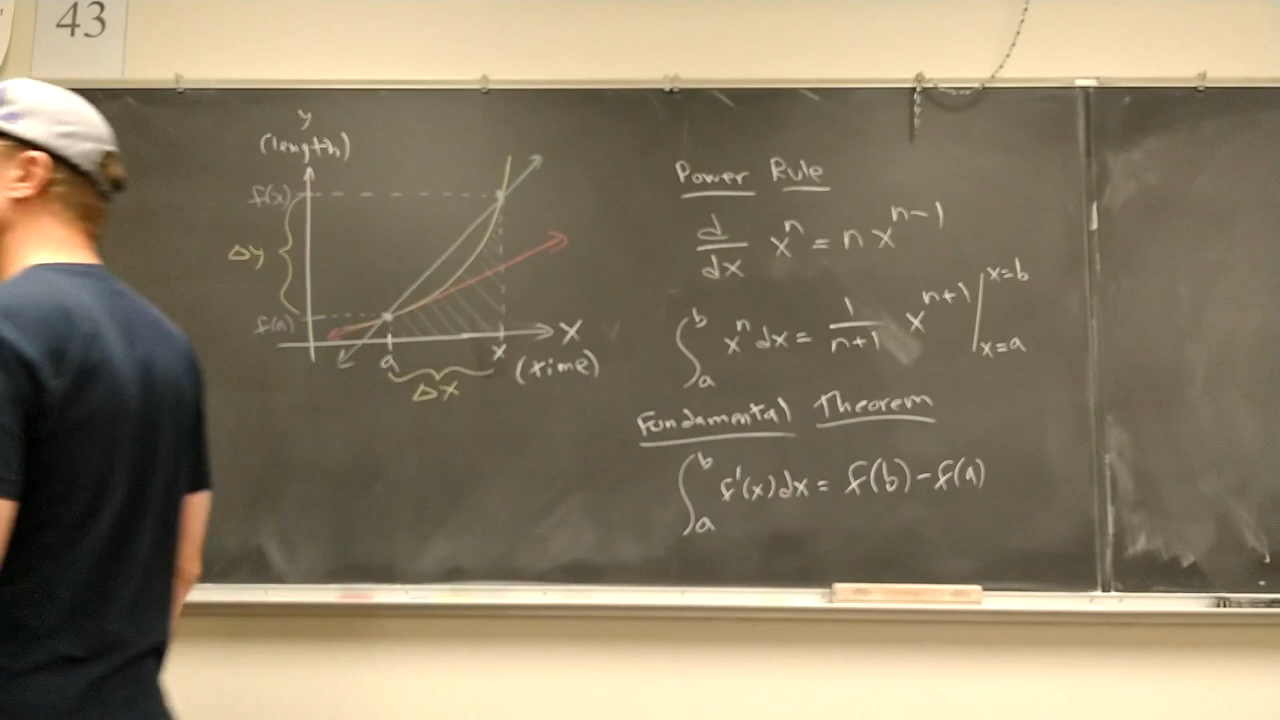 43
y
(length)
f(x)
Δy
f(a)
a
x
X
(time)
Δx
Power Rule
d/dx x^n = n x^{n-1}
∫_a^b x^n dx = 1/(n+1) x^{n+1} |_{x=a}^{x=b}
Fundamental Theorem
∫_a^b f'(x)dx = f(b)-f(a)